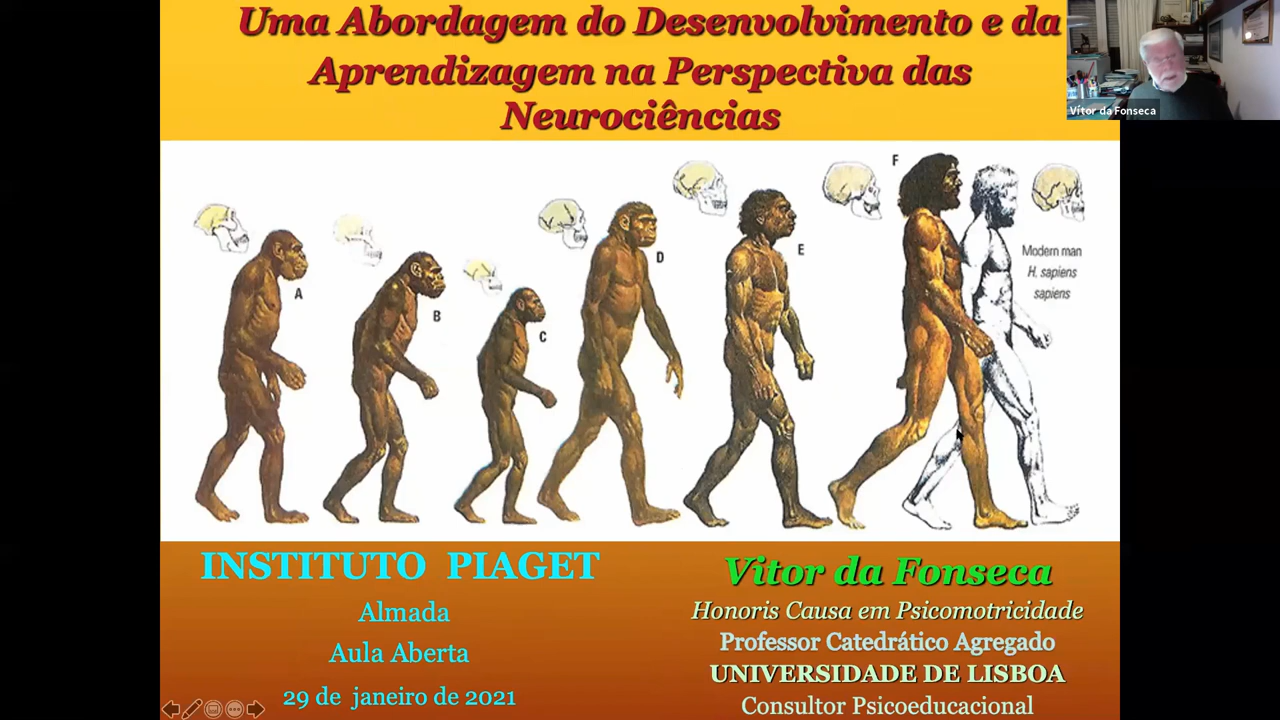 Uma Abordagem do Desenvolvimento e da
Aprendizagem na Perspectiva das
Neurociências
Vítor da Fonseca
A
B
C
D
E
F
Modern man
H. sapiens
sapiens
INSTITUTO PIAGET
Almada
Aula Aberta
29 de janeiro de 2021
Vitor da Fonseca
Honoris Causa em Psicomotricidade
Professor Catedrático Agregado
UNIVERSIDADE DE LISBOA
Consultor Psicoeducacional